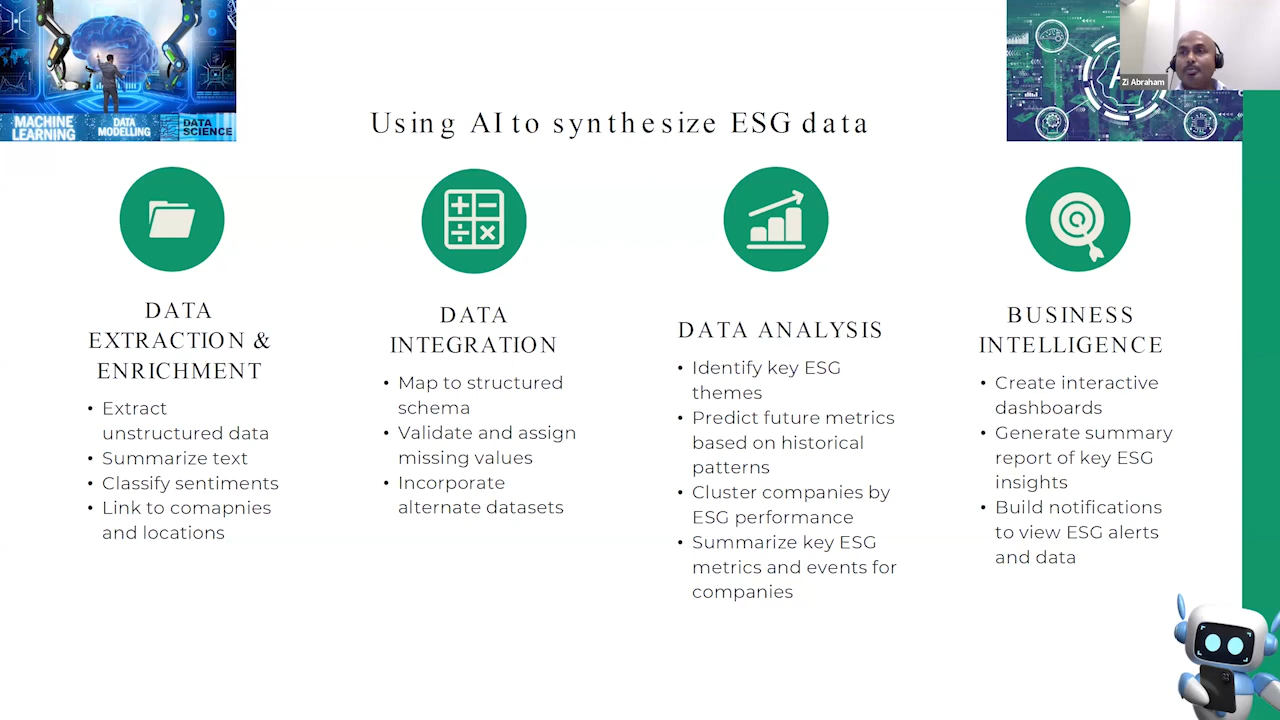 MACHINE
LEARNING
DATA
MODELLING
DATA
SCIENCE
Zi Abraham
Using AI to synthesize ESG data
DATA
EXTRACTION &
ENRICHMENT
• Extract
unstructured data
• Summarize text
• Classify sentiments
• Link to comapnies
and locations
DATA
INTEGRATION
• Map to structured
schema
• Validate and assign
missing values
• Incorporate
alternate datasets
DATA ANALYSIS
• Identify key ESG
themes
• Predict future metrics
based on historical
patterns
• Cluster companies by
ESG performance
• Summarize key ESG
metrics and events for
companies
BUSINESS
INTELLIGENCE
• Create interactive
dashboards
• Generate summary
report of key ESG
insights
• Build notifications
to view ESG alerts
and data